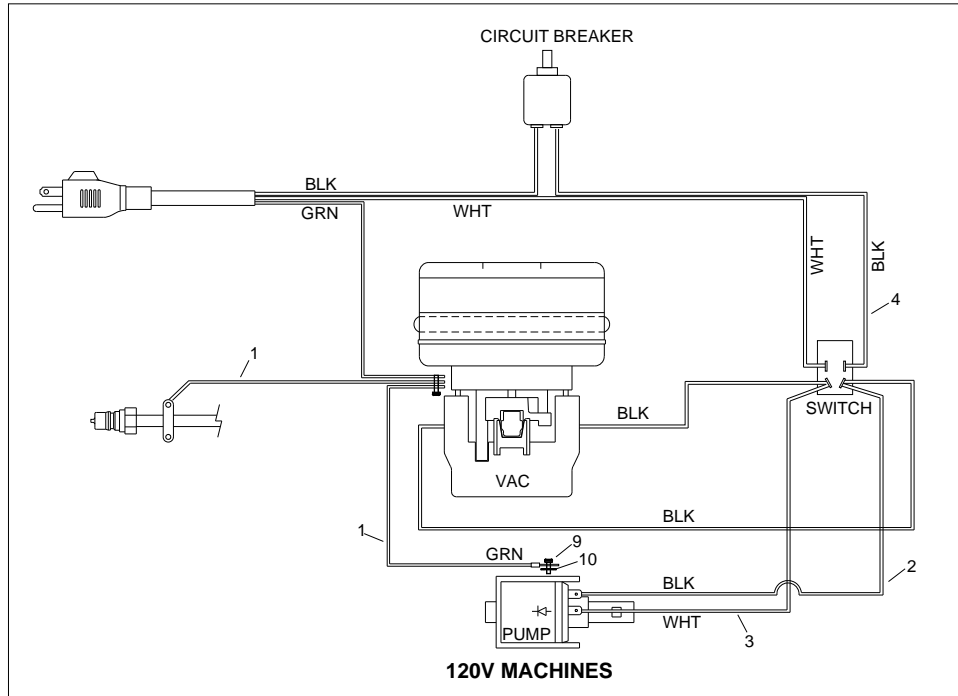 CIRCUIT BREAKER
BLK
GRN
WHT
WHT
BLK
4
1
SWITCH
BLK
VAC
BLK
1
9
GRN
10
BLK
2
PUMP
WHT
3
120V MACHINES